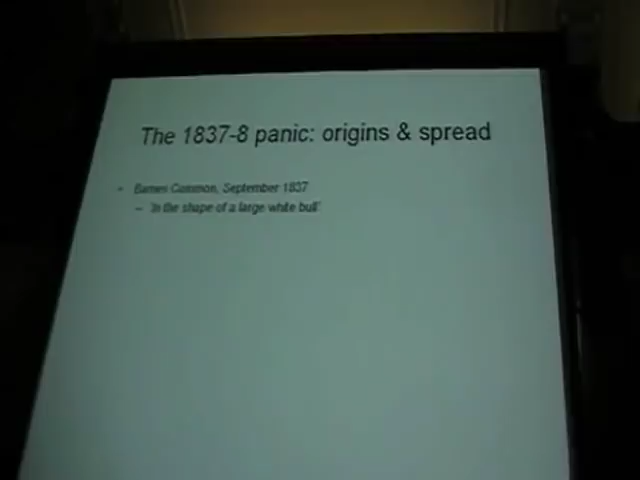 The 1837-8 panic: origins & spread
• Barnes Common, September 1837
– 'In the shape of a large white bull'